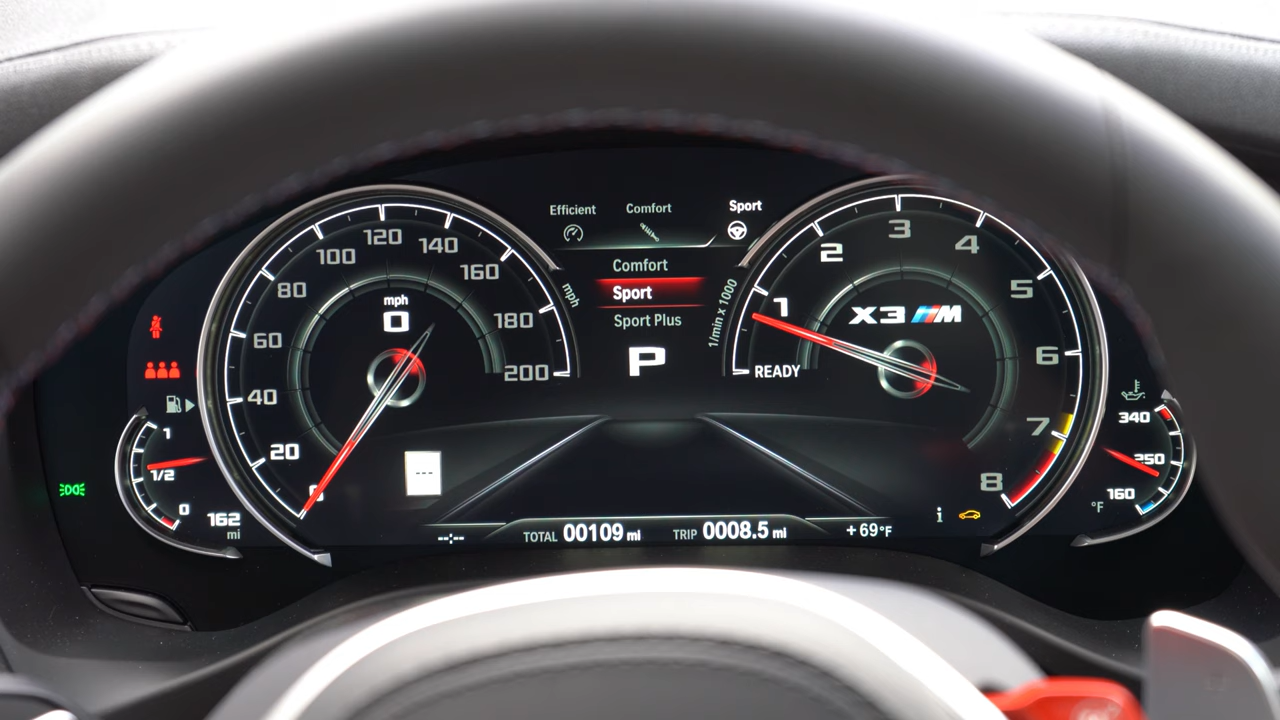 Efficient Comfort Sport
Comfort
Sport
Sport Plus
P
mph
0
20
40
60
80
100
120
140
160
180
200
mph
1/min x 1000
READY
1
2
3
4
5
6
7
8
X3 M
1
1/2
0
162
mi
340
250
160
°F
---
--:--
TOTAL 00109 mi TRIP 0008.5 mi +69°F
i